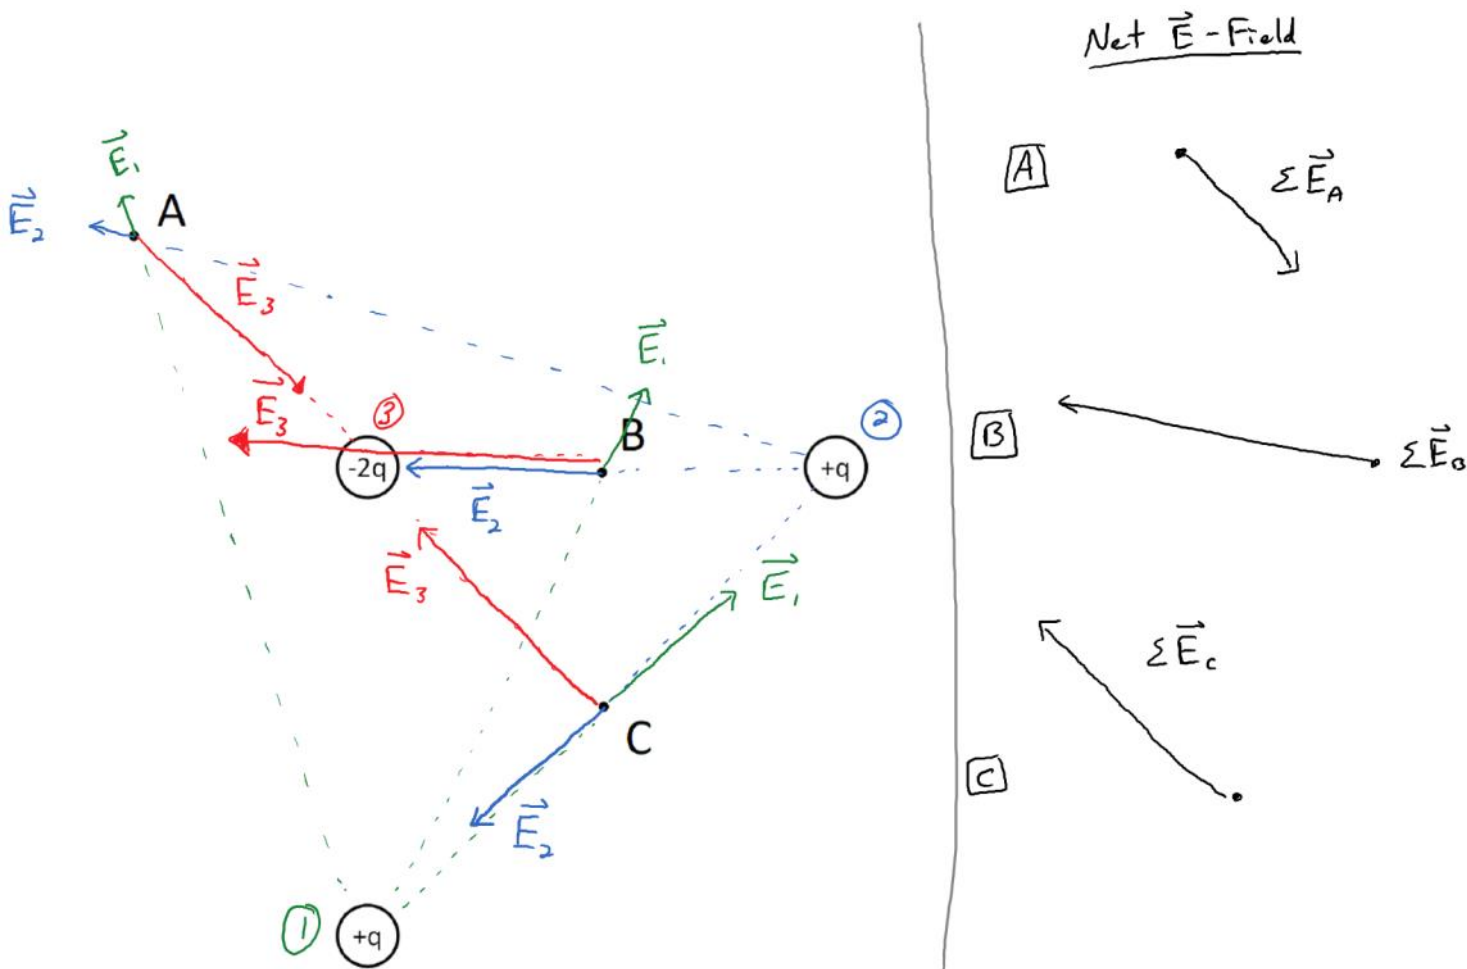 Net E⃗ - Field
E⃗₁
A
E⃗₂
E⃗₃
A
ΣE⃗_A
E⃗₁
E⃗₃
③
B
②
-2q
+q
E⃗₂
B
ΣE⃗_B
E⃗₃
E⃗₁
C
E⃗₂
ΣE⃗_c
C
①
+q